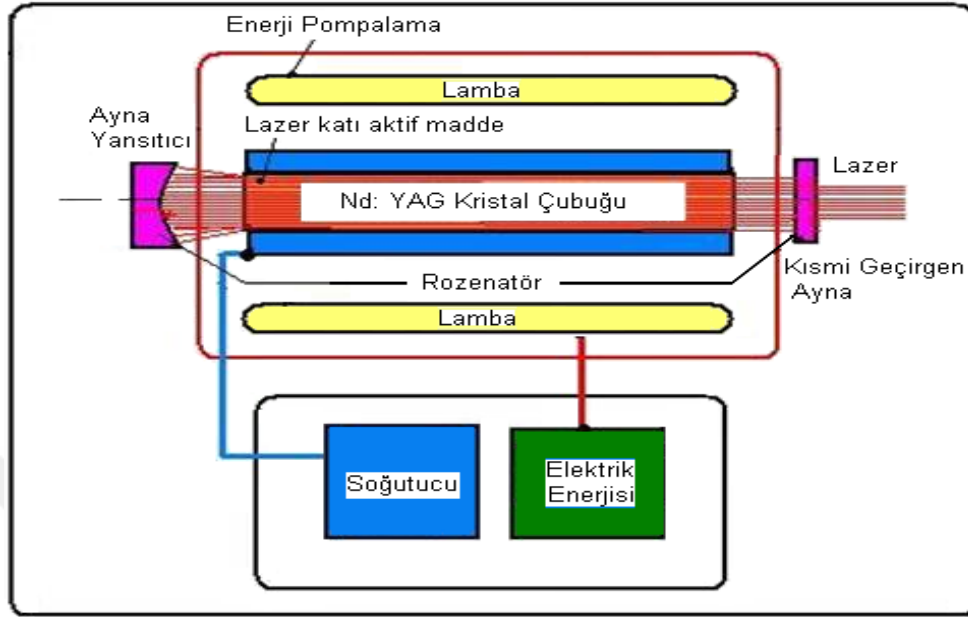 Enerji Pompalama
Lamba
Ayna
Yansıtıcı
Lazer katı aktif madde
Lazer
Nd: YAG Kristal Çubuğu
Rozenatör
Kısmi Geçirgen
Ayna
Lamba
Soğutucu
Elektrik
Enerjisi